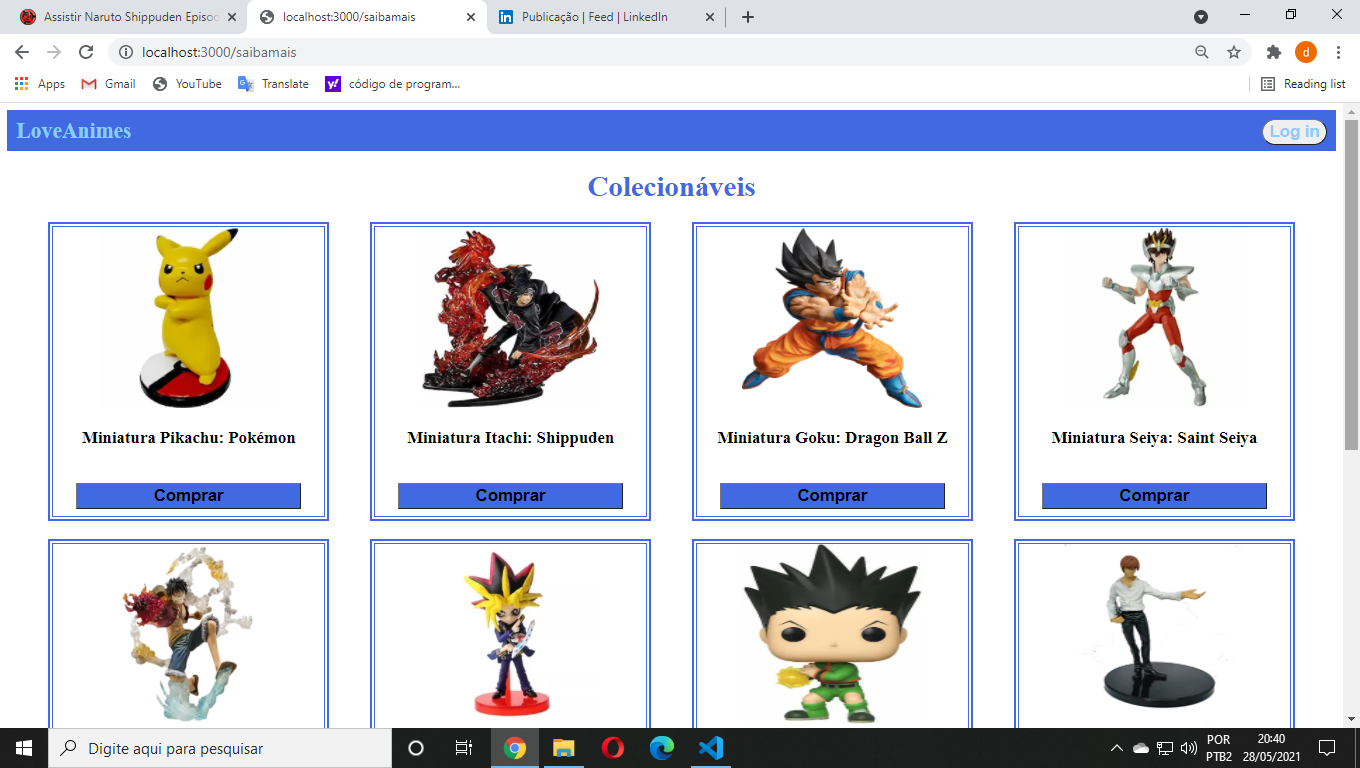 Assistir Naruto Shippuden Episo
localhost:3000/saibamais
Publicação | Feed | LinkedIn
localhost:3000/saibamais
d
Apps
Gmail
YouTube
Translate
código de program...
Reading list
LoveAnimes
Log in
Colecionáveis
Miniatura Pikachu: Pokémon
Miniatura Itachi: Shippuden
Miniatura Goku: Dragon Ball Z
Miniatura Seiya: Saint Seiya
Comprar
Comprar
Comprar
Comprar
Digite aqui para pesquisar
POR
PTB2
20:40
28/05/2021